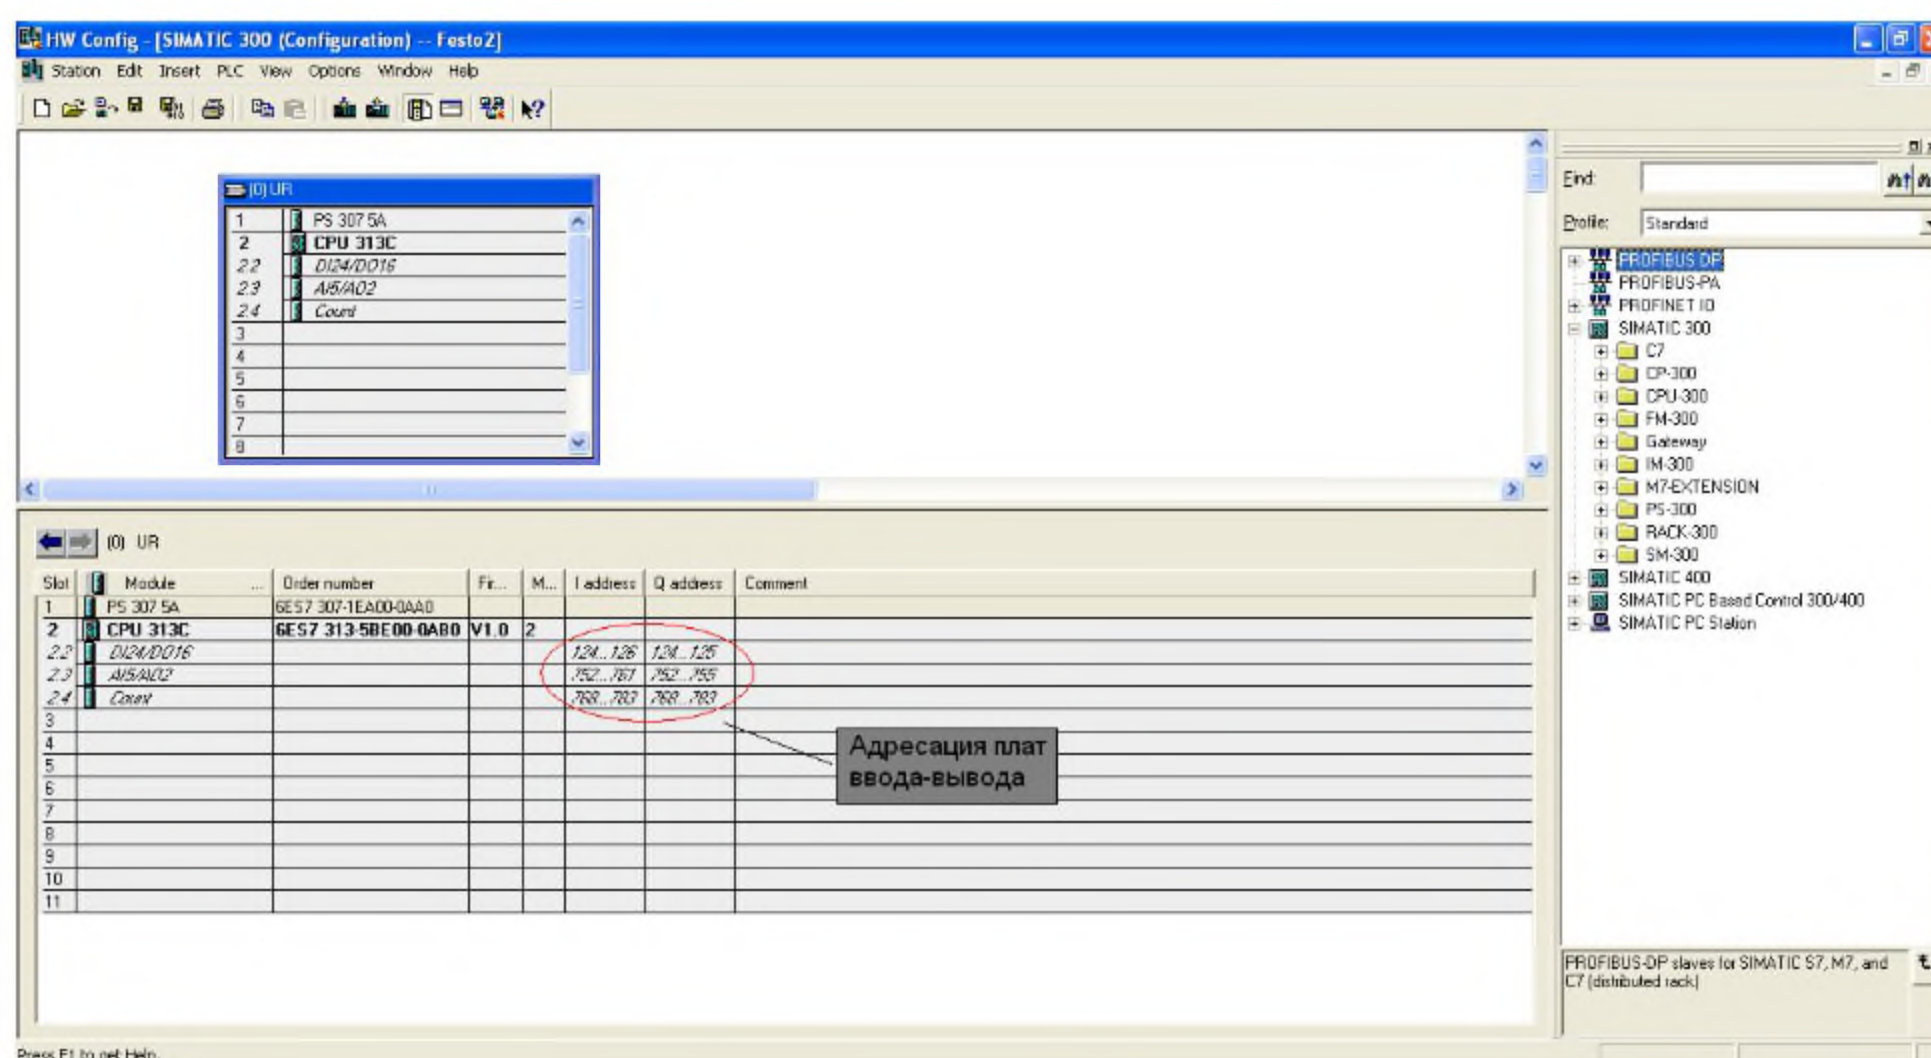 HW Config - [SIMATIC 300 (Configuration) -- Festo2]
Station Edit Insert PLC View Options Window Help
(0) UR
1 PS 307 5A
2 CPU 313C
2.2 DI24/DO16
2.3 AI5/AO2
2.4 Count
3
4
5
6
7
8
Find:
Profile: Standard
PROFIBUS DP
PROFIBUS-PA
PROFINET IO
SIMATIC 300
C7
CP-300
CPU-300
FM-300
Gateway
IM-300
M7-EXTENSION
PS-300
RACK-300
SM-300
SIMATIC 400
SIMATIC PC Based Control 300/400
SIMATIC PC Station
(0) UR
Slot Module ... Order number Fir... M... I address Q address Comment
1 PS 307 5A 6ES7 307-1EA00-0AA0
2 CPU 313C 6ES7 313-5BE00-0AB0 V1.0 2
2.2 DI24/DO16 124...126 124...125
2.3 AI5/AO2 752...761 752...755
2.4 Count 768...783 768...783
3
4
5
6
7
8
9
10
11
Адресация плат
ввода-вывода
PROFIBUS-DP slaves for SIMATIC S7, M7, and
C7 (distributed rack)
Press F1 to get Help.